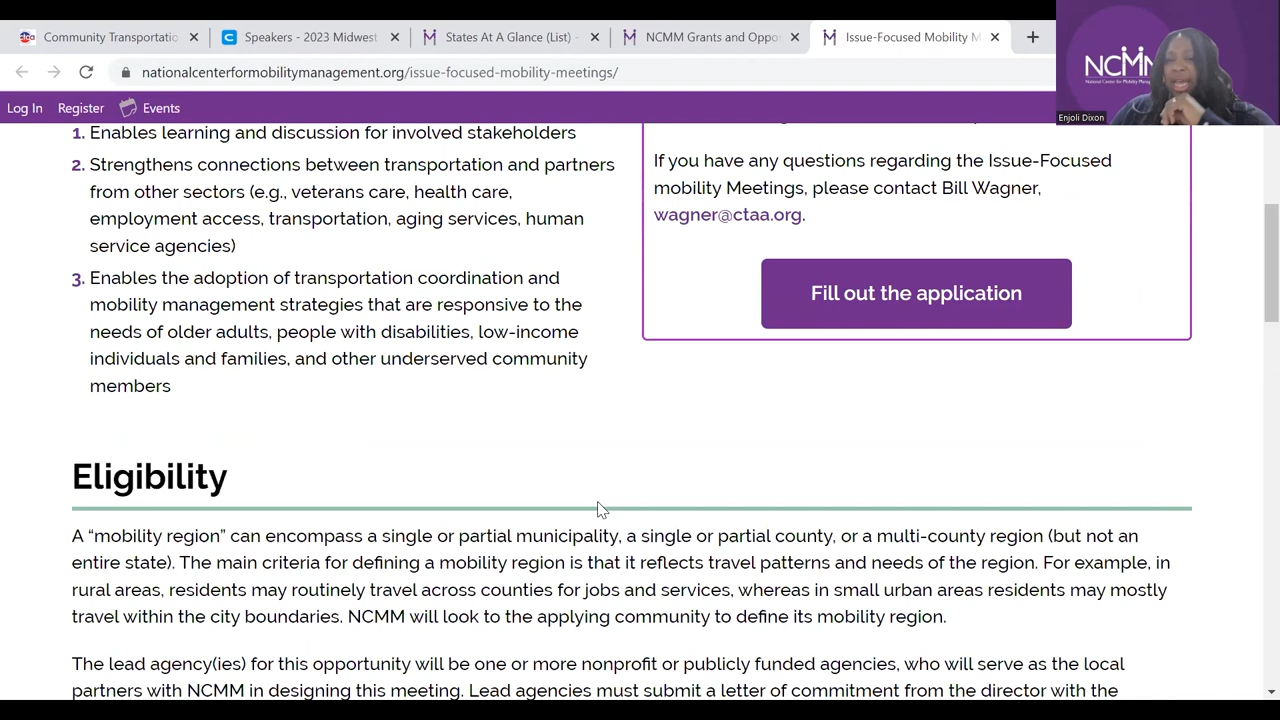 Community Transportatio
Speakers - 2023 Midwest
States At A Glance (List) -
NCMM Grants and Oppo
Issue-Focused Mobility M
nationalcenterformobilitymanagement.org/issue-focused-mobility-meetings/
NCMM
Enjoli Dixon
Log In
Register
Events
1. Enables learning and discussion for involved stakeholders
2. Strengthens connections between transportation and partners
from other sectors (e.g., veterans care, health care,
employment access, transportation, aging services, human
service agencies)
3. Enables the adoption of transportation coordination and
mobility management strategies that are responsive to the
needs of older adults, people with disabilities, low-income
individuals and families, and other underserved community
members
If you have any questions regarding the Issue-Focused
mobility Meetings, please contact Bill Wagner,
wagner@ctaa.org.
Fill out the application
Eligibility
A “mobility region” can encompass a single or partial municipality, a single or partial county, or a multi-county region (but not an
entire state). The main criteria for defining a mobility region is that it reflects travel patterns and needs of the region. For example, in
rural areas, residents may routinely travel across counties for jobs and services, whereas in small urban areas residents may mostly
travel within the city boundaries. NCMM will look to the applying community to define its mobility region.
The lead agency(ies) for this opportunity will be one or more nonprofit or publicly funded agencies, who will serve as the local
partners with NCMM in designing this meeting. Lead agencies must submit a letter of commitment from the director with the